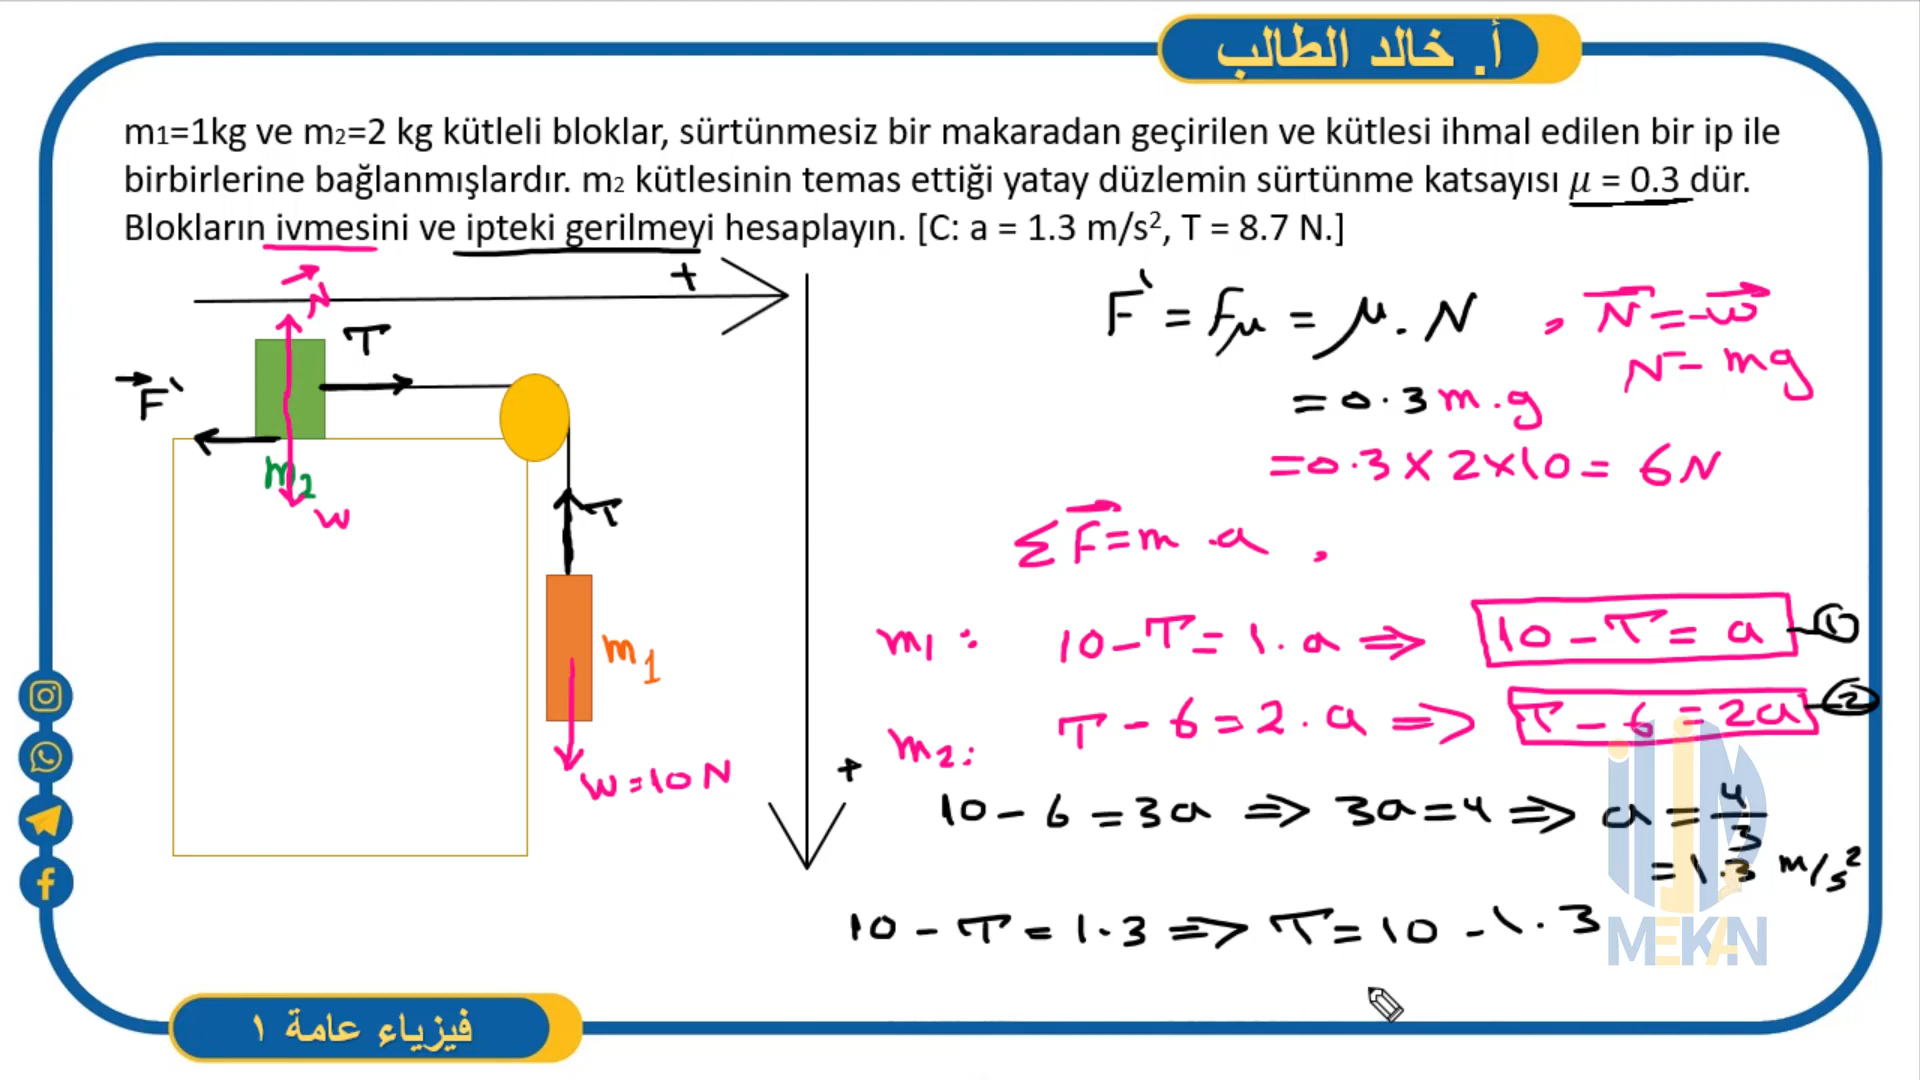 أ. خالد الطالب
m1=1kg ve m2=2 kg kütleli bloklar, sürtünmesiz bir makaradan geçirilen ve kütlesi ihmal edilen bir ip ile
birbirlerine bağlanmışlardır. m2 kütlesinin temas ettiği yatay düzlemin sürtünme katsayısı μ = 0.3 dür.
Blokların ivmesini ve ipteki gerilmeyi hesaplayın. [C: a = 1.3 m/s², T = 8.7 N.]
+
N
T
F`
m2
w
T
m1
w=10N
+
F` = Fμ = μ . N , N = -w
N = mg
= 0.3 m.g
= 0.3 × 2 × 10 = 6N
Σ F = m . a ,
m1 : 10 - T = 1 . a ⇒ 10 - T = a ①
m2 : T - 6 = 2 . a ⇒ T - 6 = 2a ②
10 - 6 = 3a ⇒ 3a = 4 ⇒ a = 4/3
= 1.3 m/s²
10 - T = 1.3 ⇒ T = 10 - 1.3
MEKAN
فيزياء عامة ١